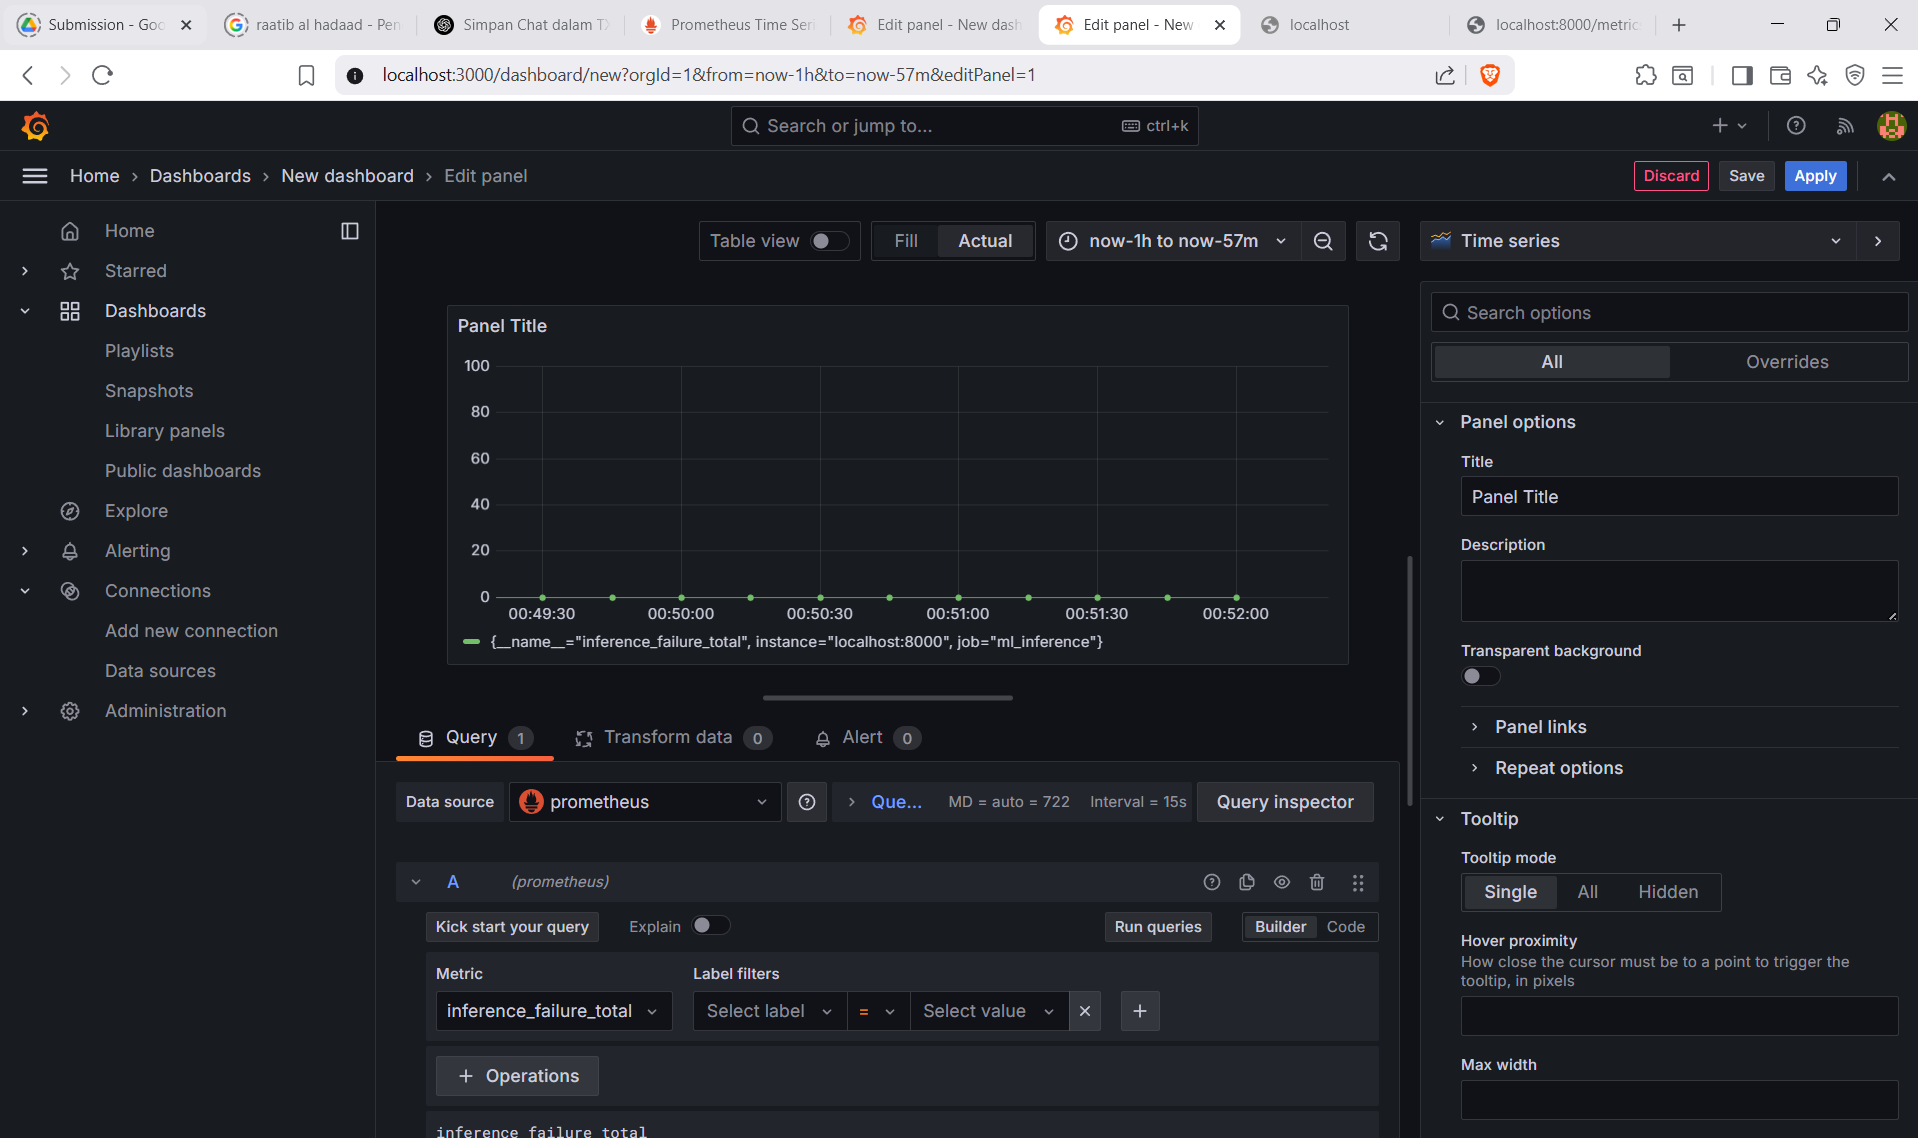 Submission - Goo
raatib al hadaad - Pen
Simpan Chat dalam TX
Prometheus Time Seri
Edit panel - New dash
Edit panel - New
localhost
localhost:8000/metric
localhost:3000/dashboard/new?orgId=1&from=now-1h&to=now-57m&editPanel=1
Search or jump to...
ctrl+k
Home › Dashboards › New dashboard › Edit panel
Discard
Save
Apply
Home
Starred
Dashboards
Playlists
Snapshots
Library panels
Public dashboards
Explore
Alerting
Connections
Add new connection
Data sources
Administration
Table view
Fill
Actual
now-1h to now-57m
Panel Title
100
80
60
40
20
0
00:49:30 00:50:00 00:50:30 00:51:00 00:51:30 00:52:00
{__name__="inference_failure_total", instance="localhost:8000", job="ml_inference"}
Query 1
Transform data 0
Alert 0
Data source
prometheus
Que...
MD = auto = 722
Interval = 15s
Query inspector
A
(prometheus)
Kick start your query
Explain
Run queries
Builder
Code
Metric
Label filters
inference_failure_total
Select label
=
Select value
+ Operations
inference_failure_total
Time series
Search options
All
Overrides
Panel options
Title
Panel Title
Description
Transparent background
Panel links
Repeat options
Tooltip
Tooltip mode
Single
All
Hidden
Hover proximity
How close the cursor must be to a point to trigger the
tooltip, in pixels
Max width